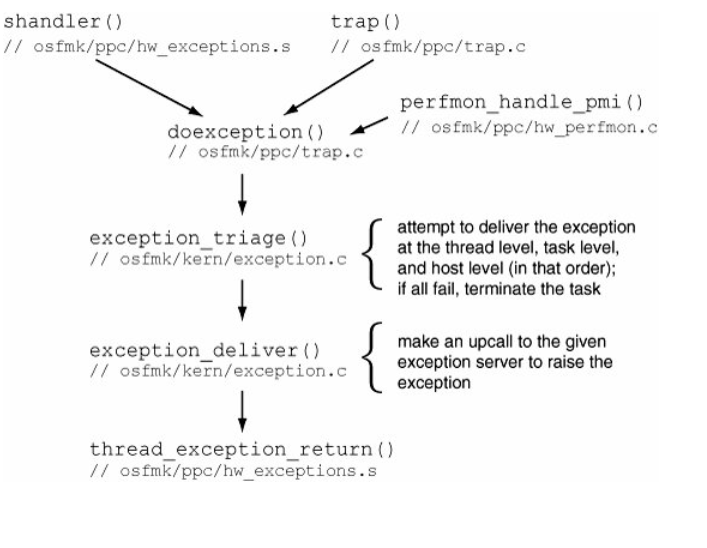 shandler()
// osfmk/ppc/hw_exceptions.s
trap()
// osfmk/ppc/trap.c
perfmon_handle_pmi()
// osfmk/ppc/hw_perfmon.c
doexception()
// osfmk/ppc/trap.c
exception_triage()
// osfmk/kern/exception.c
attempt to deliver the exception
at the thread level, task level,
and host level (in that order);
if all fail, terminate the task
exception_deliver()
// osfmk/kern/exception.c
make an upcall to the given
exception server to raise the
exception
thread_exception_return()
// osfmk/ppc/hw_exceptions.s